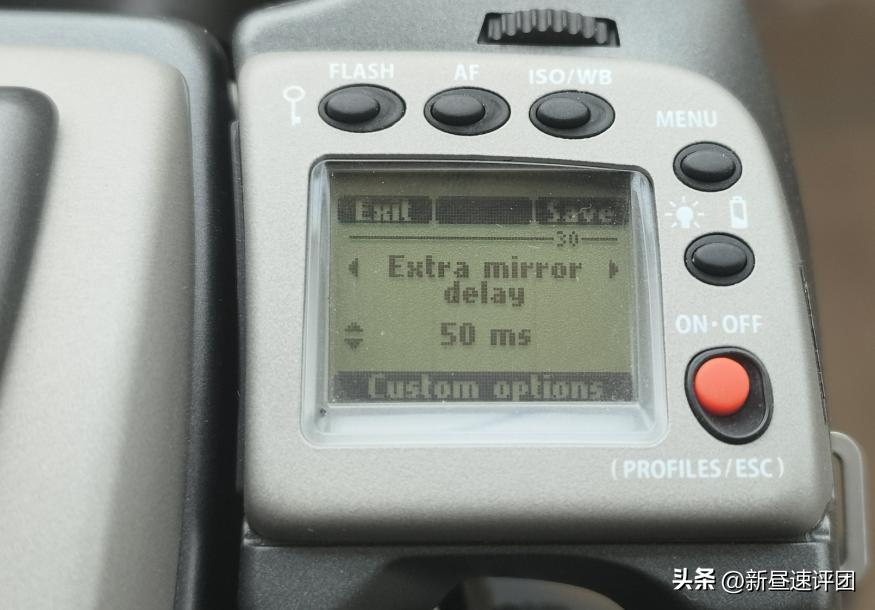 FLASH AF ISO/WB
MENU
Exit Save
30
Extra mirror
delay
50 ms
Custom options
ON·OFF
(PROFILES/ESC)
头条 @新昼速评团